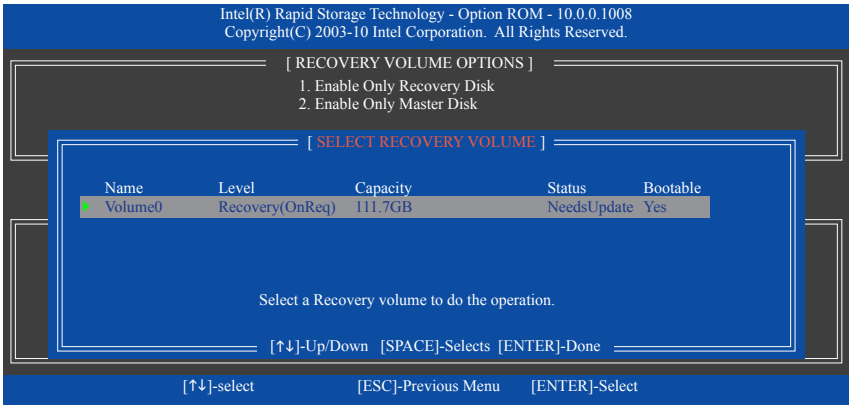 Intel(R) Rapid Storage Technology - Option ROM - 10.0.0.1008
Copyright(C) 2003-10 Intel Corporation. All Rights Reserved.
[ RECOVERY VOLUME OPTIONS ]
1. Enable Only Recovery Disk
2. Enable Only Master Disk
[ SELECT RECOVERY VOLUME ]
Name Level Capacity Status Bootable
Volume0 Recovery(OnReq) 111.7GB NeedsUpdate Yes
Select a Recovery volume to do the operation.
[↑↓]-Up/Down [SPACE]-Selects [ENTER]-Done
[↑↓]-select [ESC]-Previous Menu [ENTER]-Select